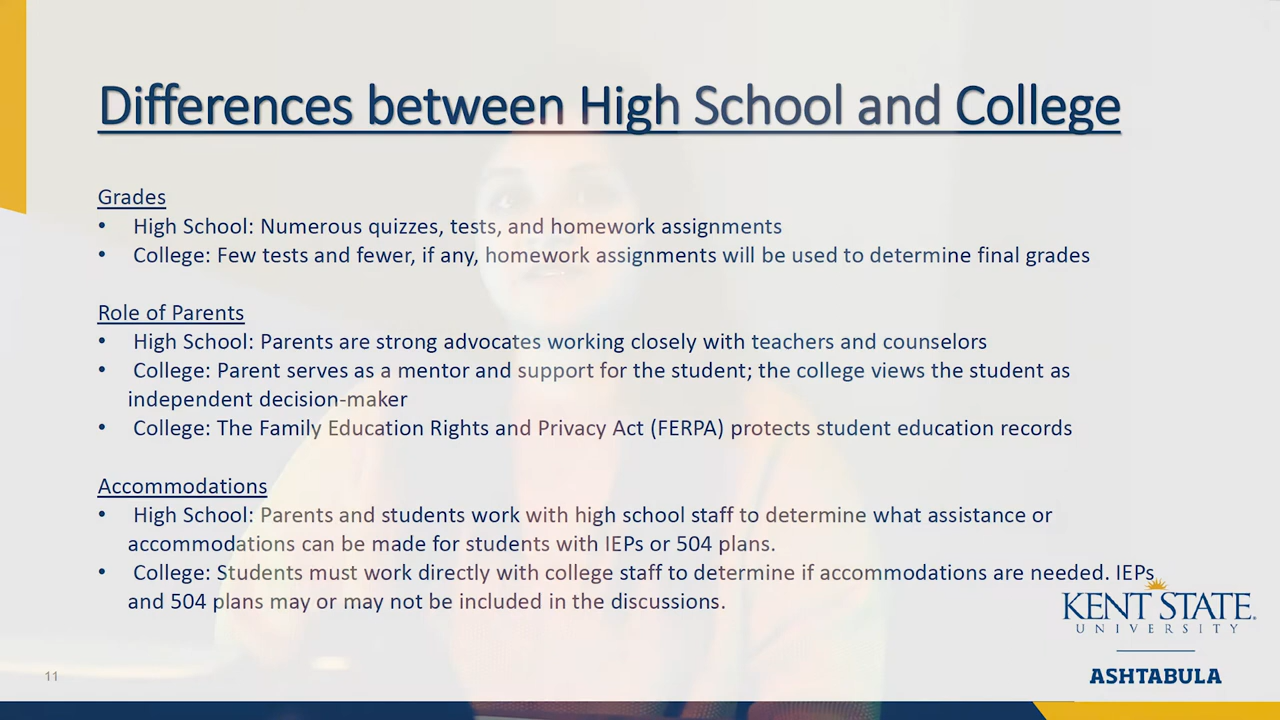 Differences between High School and College
Grades
• High School: Numerous quizzes, tests, and homework assignments
• College: Few tests and fewer, if any, homework assignments will be used to determine final grades
Role of Parents
• High School: Parents are strong advocates working closely with teachers and counselors
• College: Parent serves as a mentor and support for the student; the college views the student as
independent decision-maker
• College: The Family Education Rights and Privacy Act (FERPA) protects student education records
Accommodations
• High School: Parents and students work with high school staff to determine what assistance or
accommodations can be made for students with IEPs or 504 plans.
• College: Students must work directly with college staff to determine if accommodations are needed. IEPs
and 504 plans may or may not be included in the discussions.
KENT STATE
UNIVERSITY
ASHTABULA
11